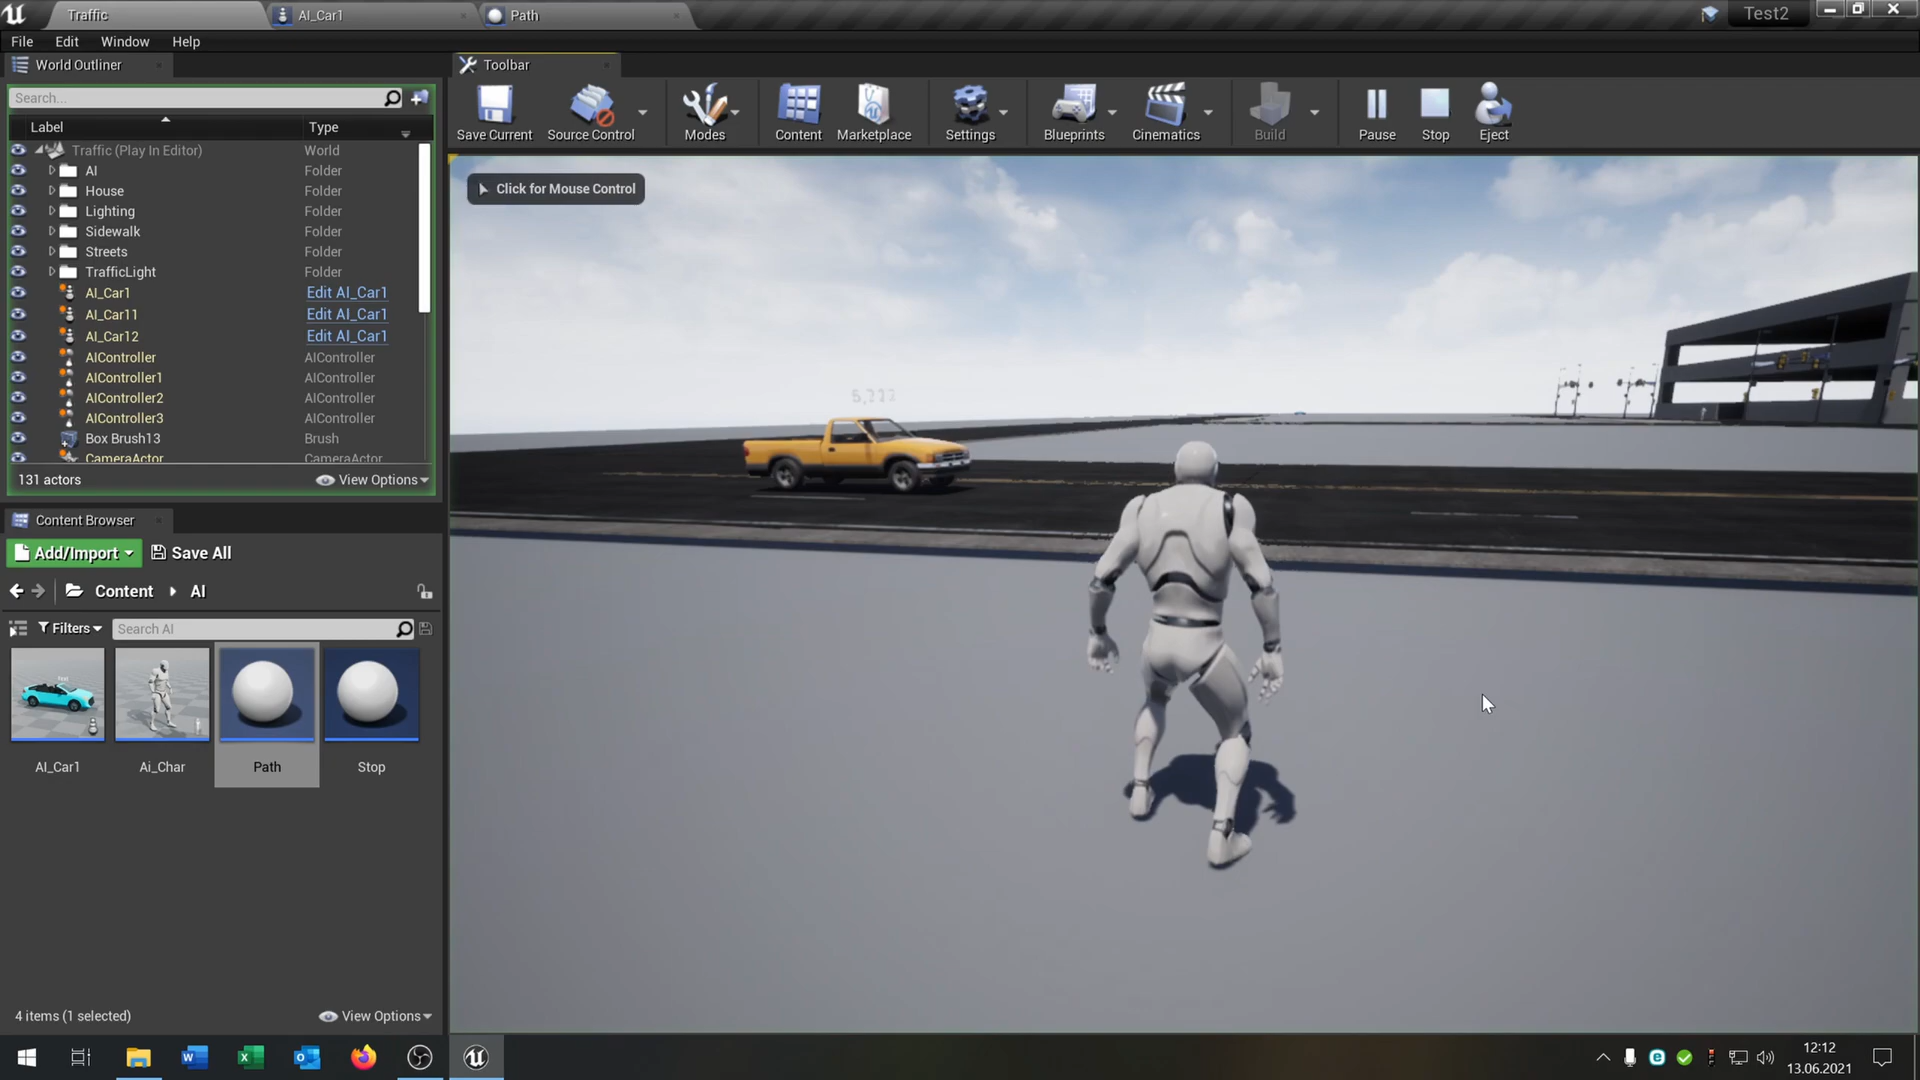 Traffic
AI_Car1
Path
Test2
File Edit Window Help
World Outliner
Toolbar
Search...
Label Type
Traffic (Play In Editor) World
AI Folder
House Folder
Lighting Folder
Sidewalk Folder
Streets Folder
TrafficLight Folder
AI_Car1 Edit AI_Car1
AI_Car11 Edit AI_Car1
AI_Car12 Edit AI_Car1
AIController AIController
AIController1 AIController
AIController2 AIController
AIController3 AIController
Box Brush13 Brush
CameraActor CameraActor
131 actors View Options
Save Current Source Control Modes Content Marketplace Settings Blueprints Cinematics Build Pause Stop Eject
Click for Mouse Control
Content Browser
Add/Import Save All
Content AI
Filters Search AI
AI_Car1 Ai_Char Path Stop
4 items (1 selected) View Options
12:12
13.06.2021